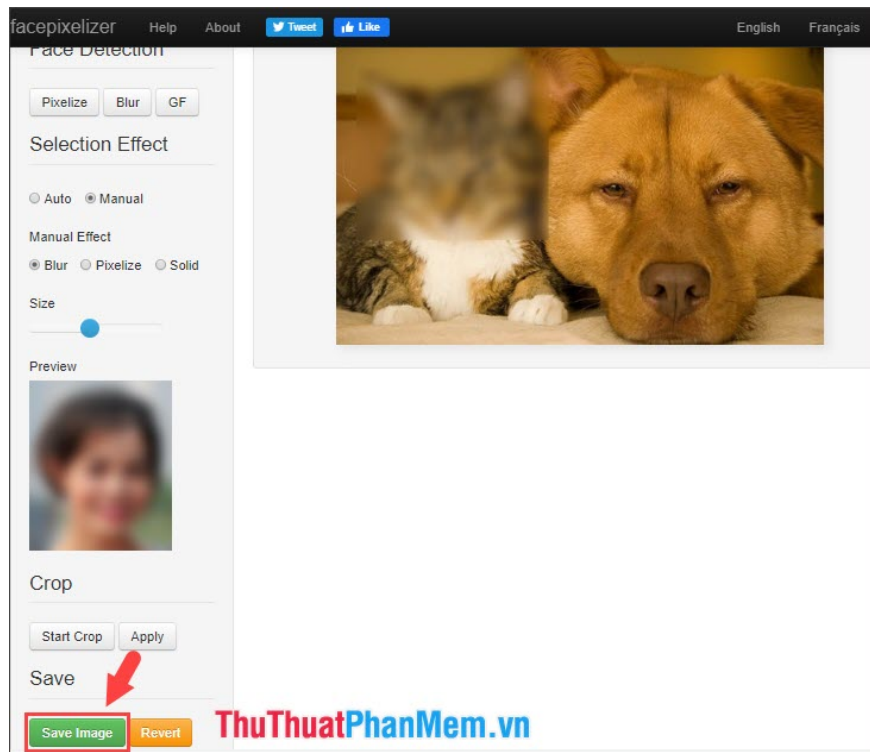 facepixelizer Help About Tweet Like English Français
Face Detection
Pixelize Blur GF
Selection Effect
Auto Manual
Manual Effect
Blur Pixelize Solid
Size
Preview
Crop
Start Crop Apply
Save
Save Image Revert
ThuThuatPhanMem.vn